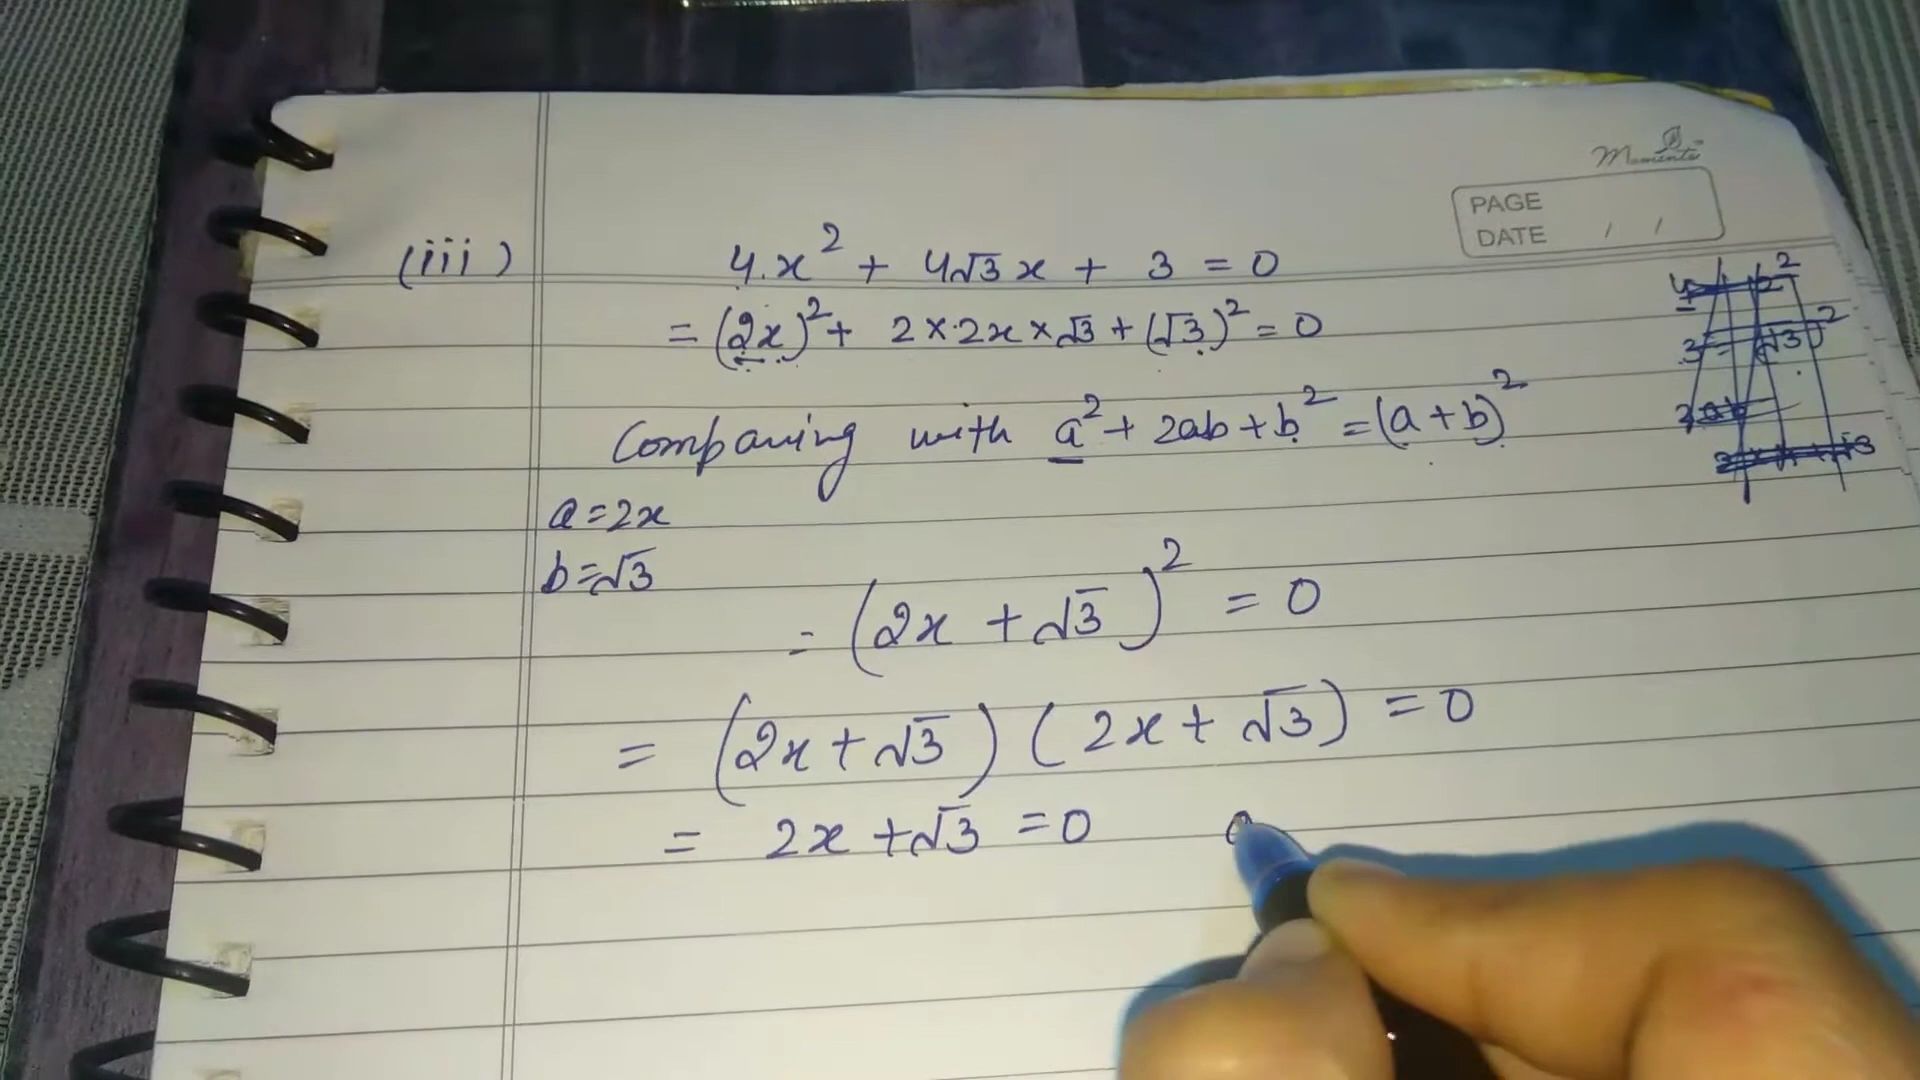 Moments
PAGE
DATE / /
(iii) 4.x² + 4√3x + 3 = 0
= (2x)² + 2×2x×√3 + (√3)² = 0
Comparing with a² + 2ab + b² = (a+b)²
a=2x
b=√3
= (2x + √3)² = 0
= (2x+√3) (2x+√3) = 0
= 2x+√3 = 0